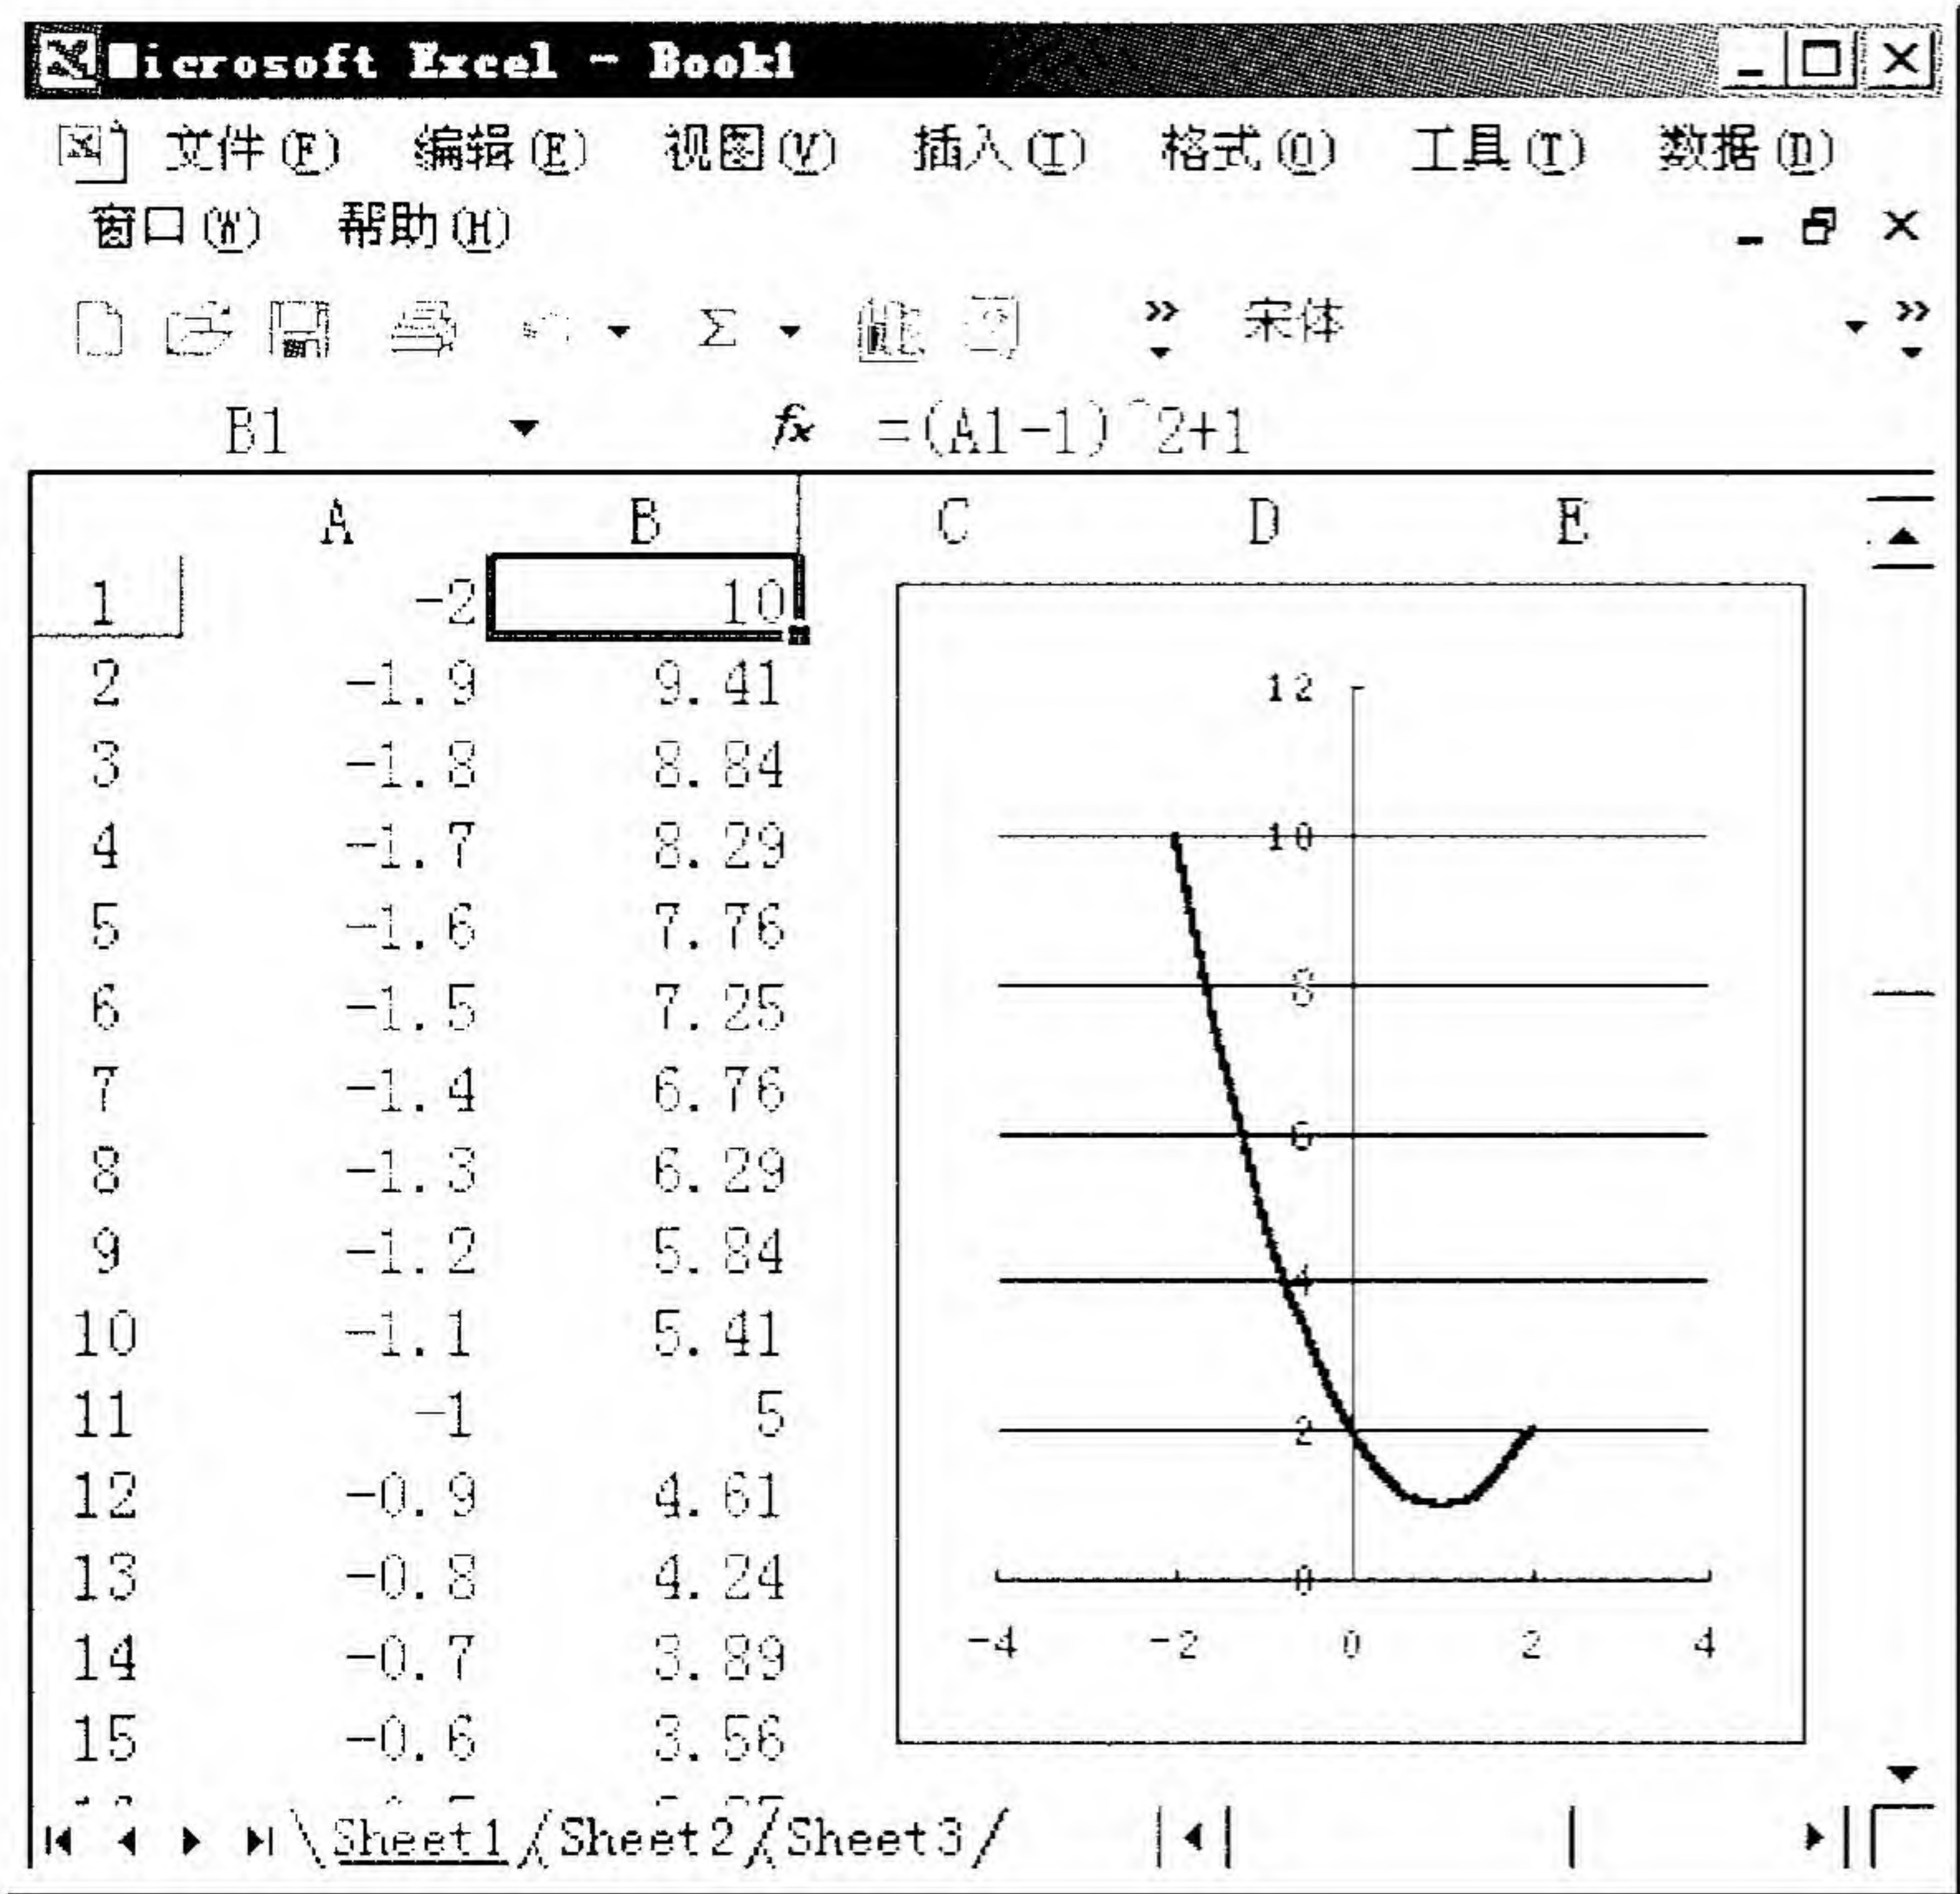 Microsoft Excel - Book1
文件(F) 编辑(E) 视图(V) 插入(I) 格式(O) 工具(T) 数据(D)
窗口(W) 帮助(H)
Σ » 宋体 »
B1 fx =(A1-1)^2+1
A B C D E
1 -2 10
2 -1.9 9.41
3 -1.8 8.84
4 -1.7 8.29
5 -1.6 7.76
6 -1.5 7.25
7 -1.4 6.76
8 -1.3 6.29
9 -1.2 5.84
10 -1.1 5.41
11 -1 5
12 -0.9 4.61
13 -0.8 4.24
14 -0.7 3.89
15 -0.6 3.56
12
10
8
6
4
2
0
-4 -2 0 2 4
Sheet1 / Sheet2 / Sheet3 /